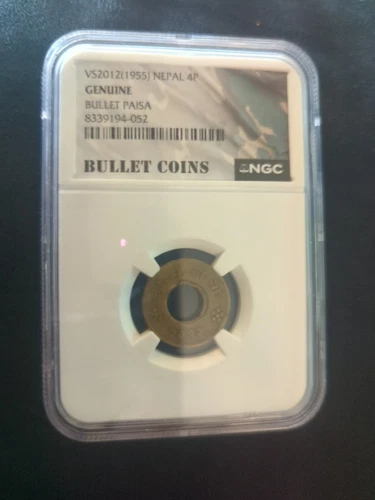 VS2012(1955) NEPAL 4P
GENUINE
BULLET PAISA
8339194-052
BULLET COINS NGC